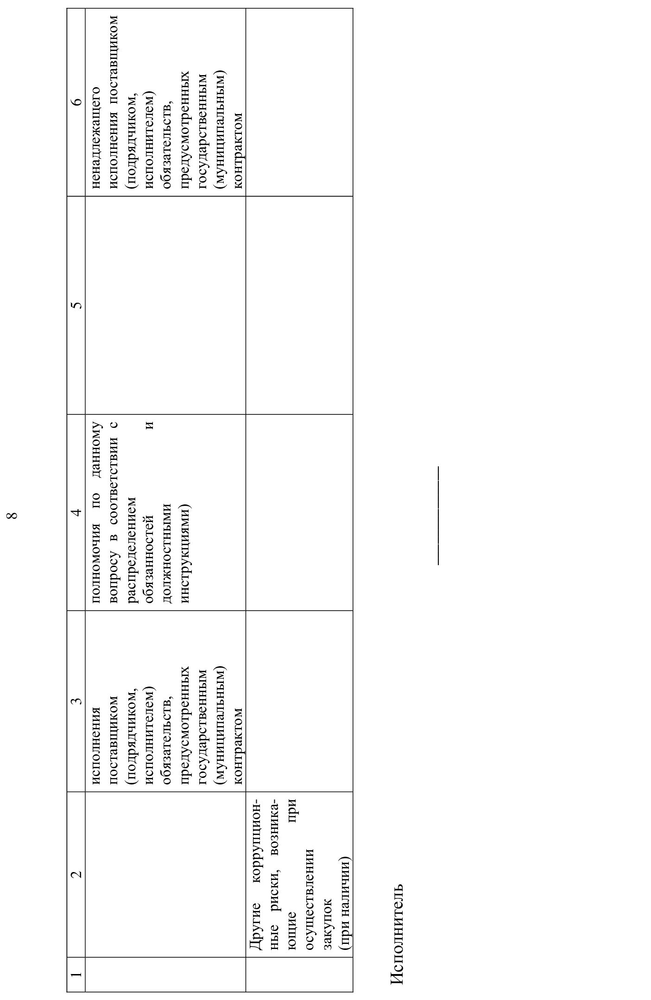 8
1
2
3
4
5
6
исполнения
поставщиком
(подрядчиком,
исполнителем)
обязательств,
предусмотренных
государственным
(муниципальным)
контрактом
полномочия по данному
вопросу в соответствии с
распределением
обязанностей и
должностными
инструкциями)
ненадлежащего
исполнения поставщиком
(подрядчиком,
исполнителем)
обязательств,
предусмотренных
государственным
(муниципальным)
контрактом
Другие коррупцион-
ные риски, возника-
ющие при
осуществлении
закупок
(при наличии)
Исполнитель